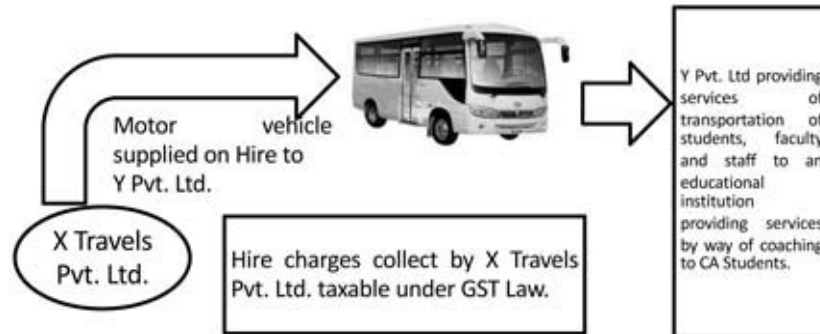 Motor vehicle
supplied on Hire to
Y Pvt. Ltd.
X Travels
Pvt. Ltd.
Hire charges collect by X Travels
Pvt. Ltd. taxable under GST Law.
Y Pvt. Ltd providing
services of
transportation of
students, faculty
and staff to an
educational
institution
providing services
by way of coaching
to CA Students.